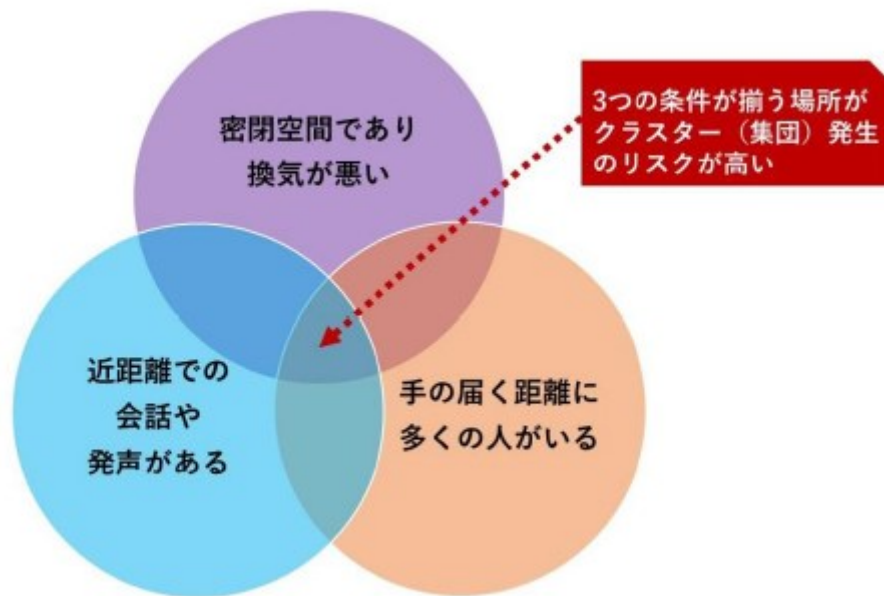 密閉空間であり
換気が悪い
3つの条件が揃う場所が
クラスター（集団）発生
のリスクが高い
近距離での
会話や
発声がある
手の届く距離に
多くの人がいる